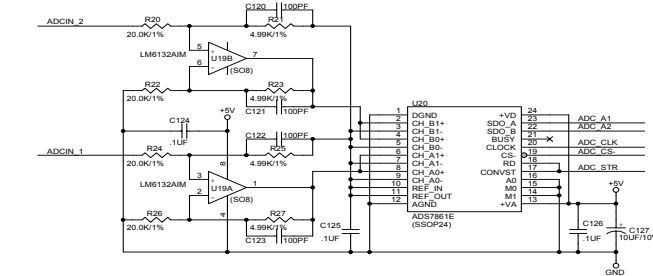 C120 100PF
ADCIN_2 R20 R21
20.0K/1% 4.99K/1%
LM6132AIM 5 + U19B 7
6 - (SO8)
R22 R23
20.0K/1% 4.99K/1%
C121 100PF
C124 +5V
.1UF
C122 100PF
ADCIN_1 R24 R25
20.0K/1% 4.99K/1%
8
LM6132AIM 3 + U19A 1
2 - (SO8)
4
R26 R27
20.0K/1% 4.99K/1%
C123 100PF
C125
.1UF
U20
1 DGND +VD 24
2 CH_B1+ SDO_A 23 ADC_A1
3 CH_B1- SDO_B 22 ADC_A2
4 CH_B0+ BUSY 21
5 CH_B0- CLOCK 20 ADC_CLK
6 CH_A1+ CS- 19 ADC_CS-
7 CH_A1- RD 18
8 CH_A0+ CONVST 17 ADC_STR
9 CH_A0- A0 16
10 REF_IN M0 15
11 REF_OUT M1 14
12 AGND +VA 13
ADS7861E
(SSOP24)
+5V
C126
.1UF
+ C127
10UF/10V
GND